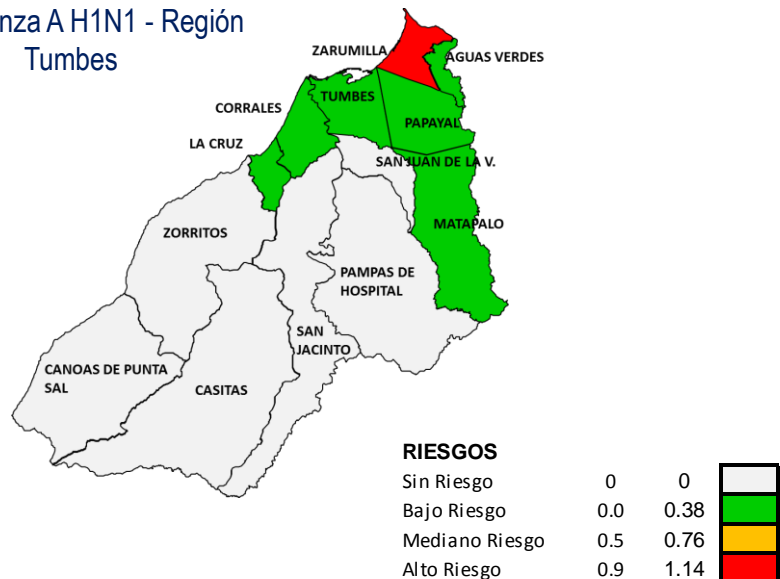 nza A H1N1 - Región
Tumbes
ZARUMILLA
AGUAS VERDES
TUMBES
CORRALES
PAPAYAL
LA CRUZ
SAN JUAN DE LA V.
MATAPALO
ZORRITOS
PAMPAS DE
HOSPITAL
SAN
JACINTO
CANOAS DE PUNTA
SAL
CASITAS
RIESGOS
Sin Riesgo 0 0
Bajo Riesgo 0.0 0.38
Mediano Riesgo 0.5 0.76
Alto Riesgo 0.9 1.14